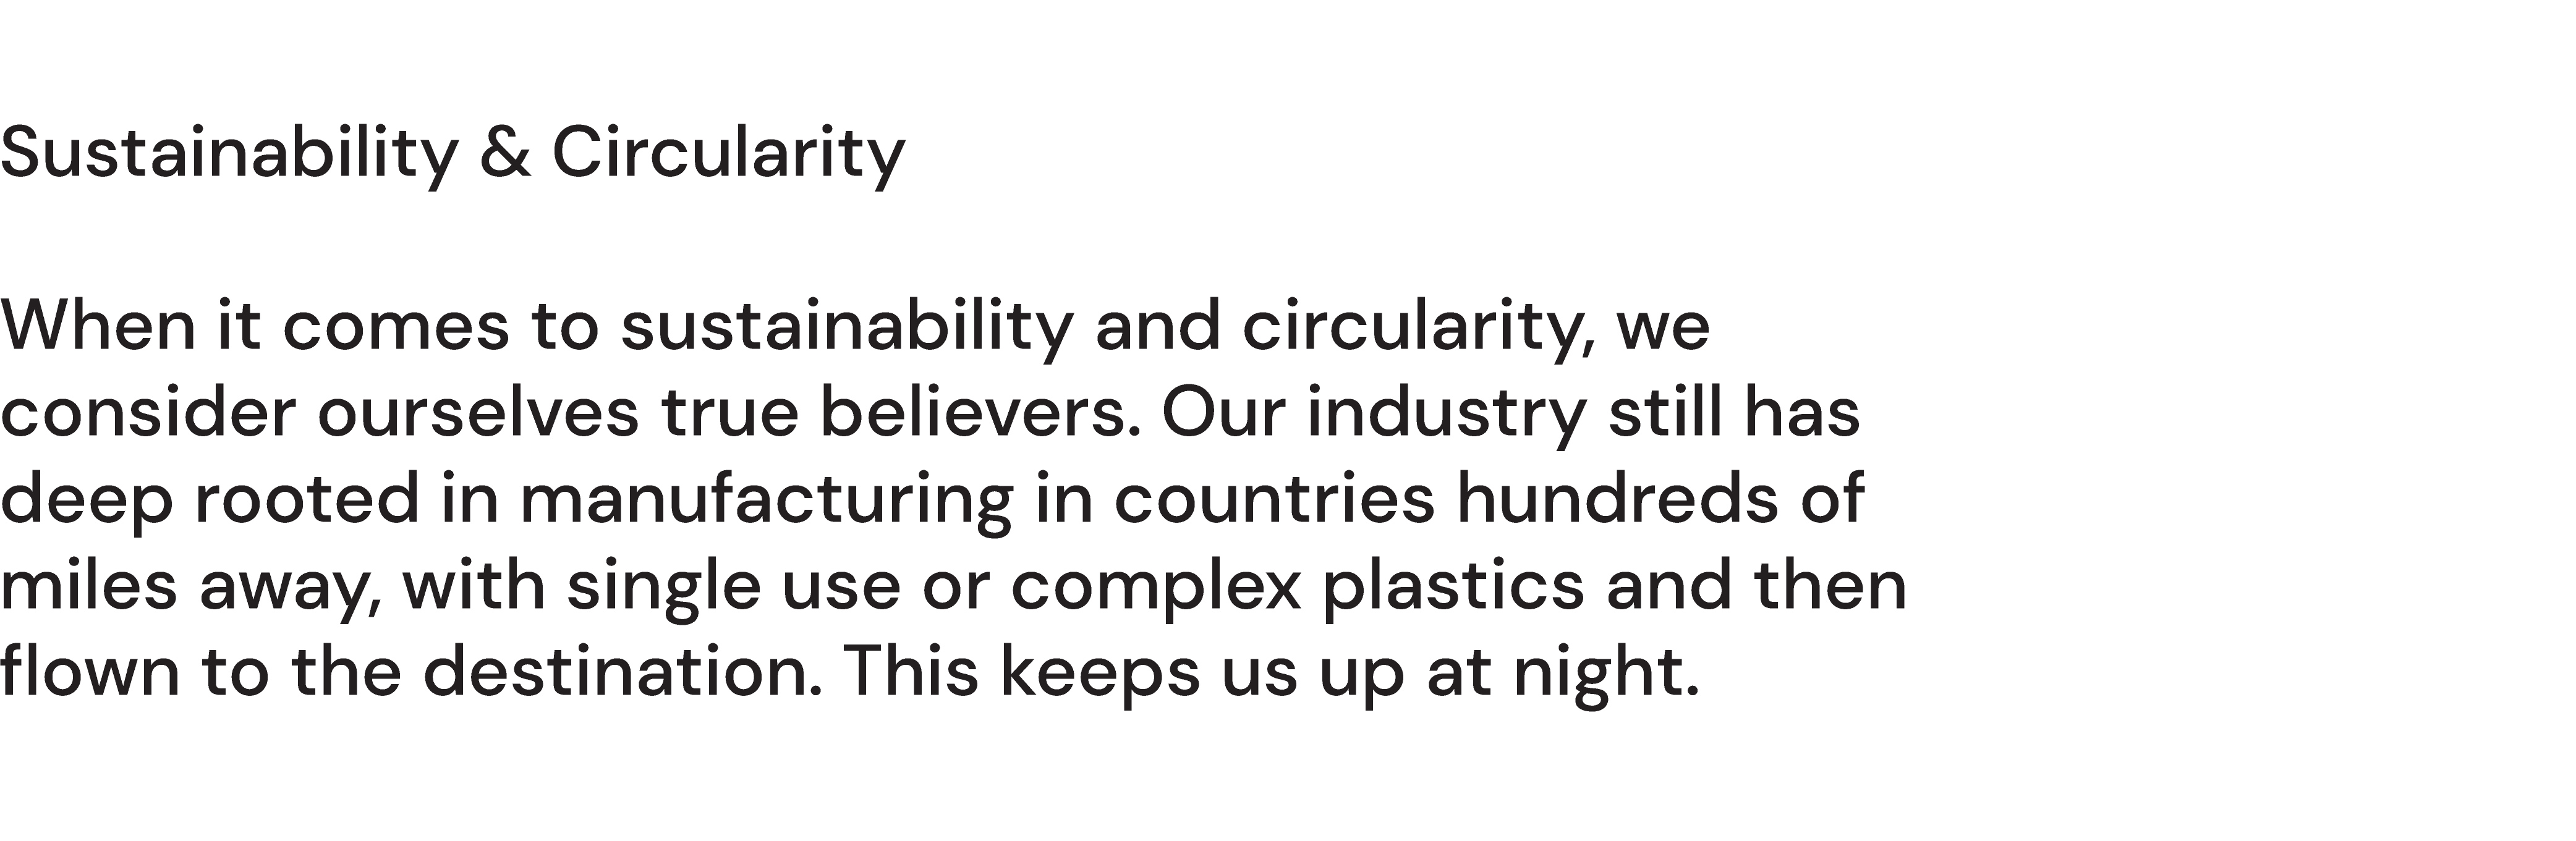 Sustainability & Circularity
When it comes to sustainability and circularity, we
consider ourselves true believers. Our industry still has
deep rooted in manufacturing in countries hundreds of
miles away, with single use or complex plastics and then
flown to the destination. This keeps us up at night.